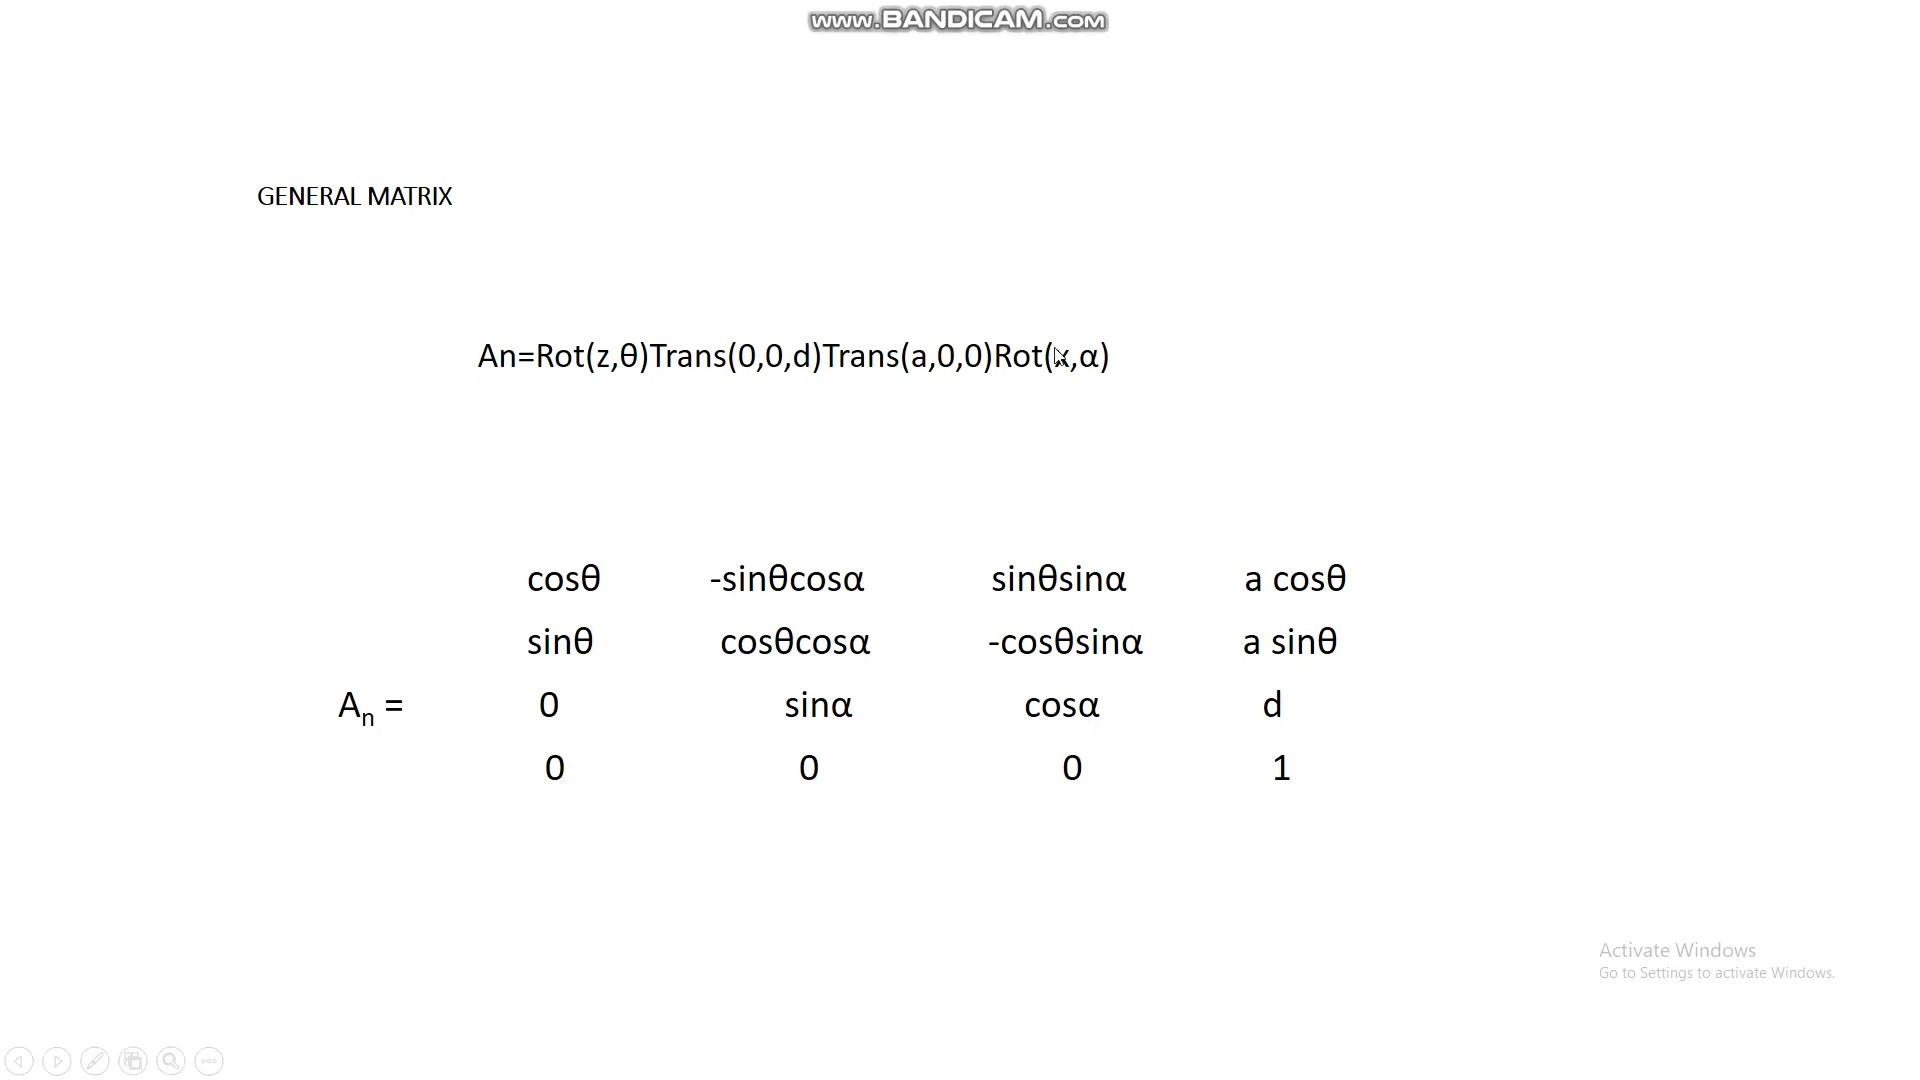 www.BANDICAM.com
GENERAL MATRIX
An=Rot(z,θ)Trans(0,0,d)Trans(a,0,0)Rot(x,α)
cosθ -sinθcosα sinθsinα a cosθ
sinθ cosθcosα -cosθsinα a sinθ
An = 0 sinα cosα d
0 0 0 1
Activate Windows
Go to Settings to activate Windows.